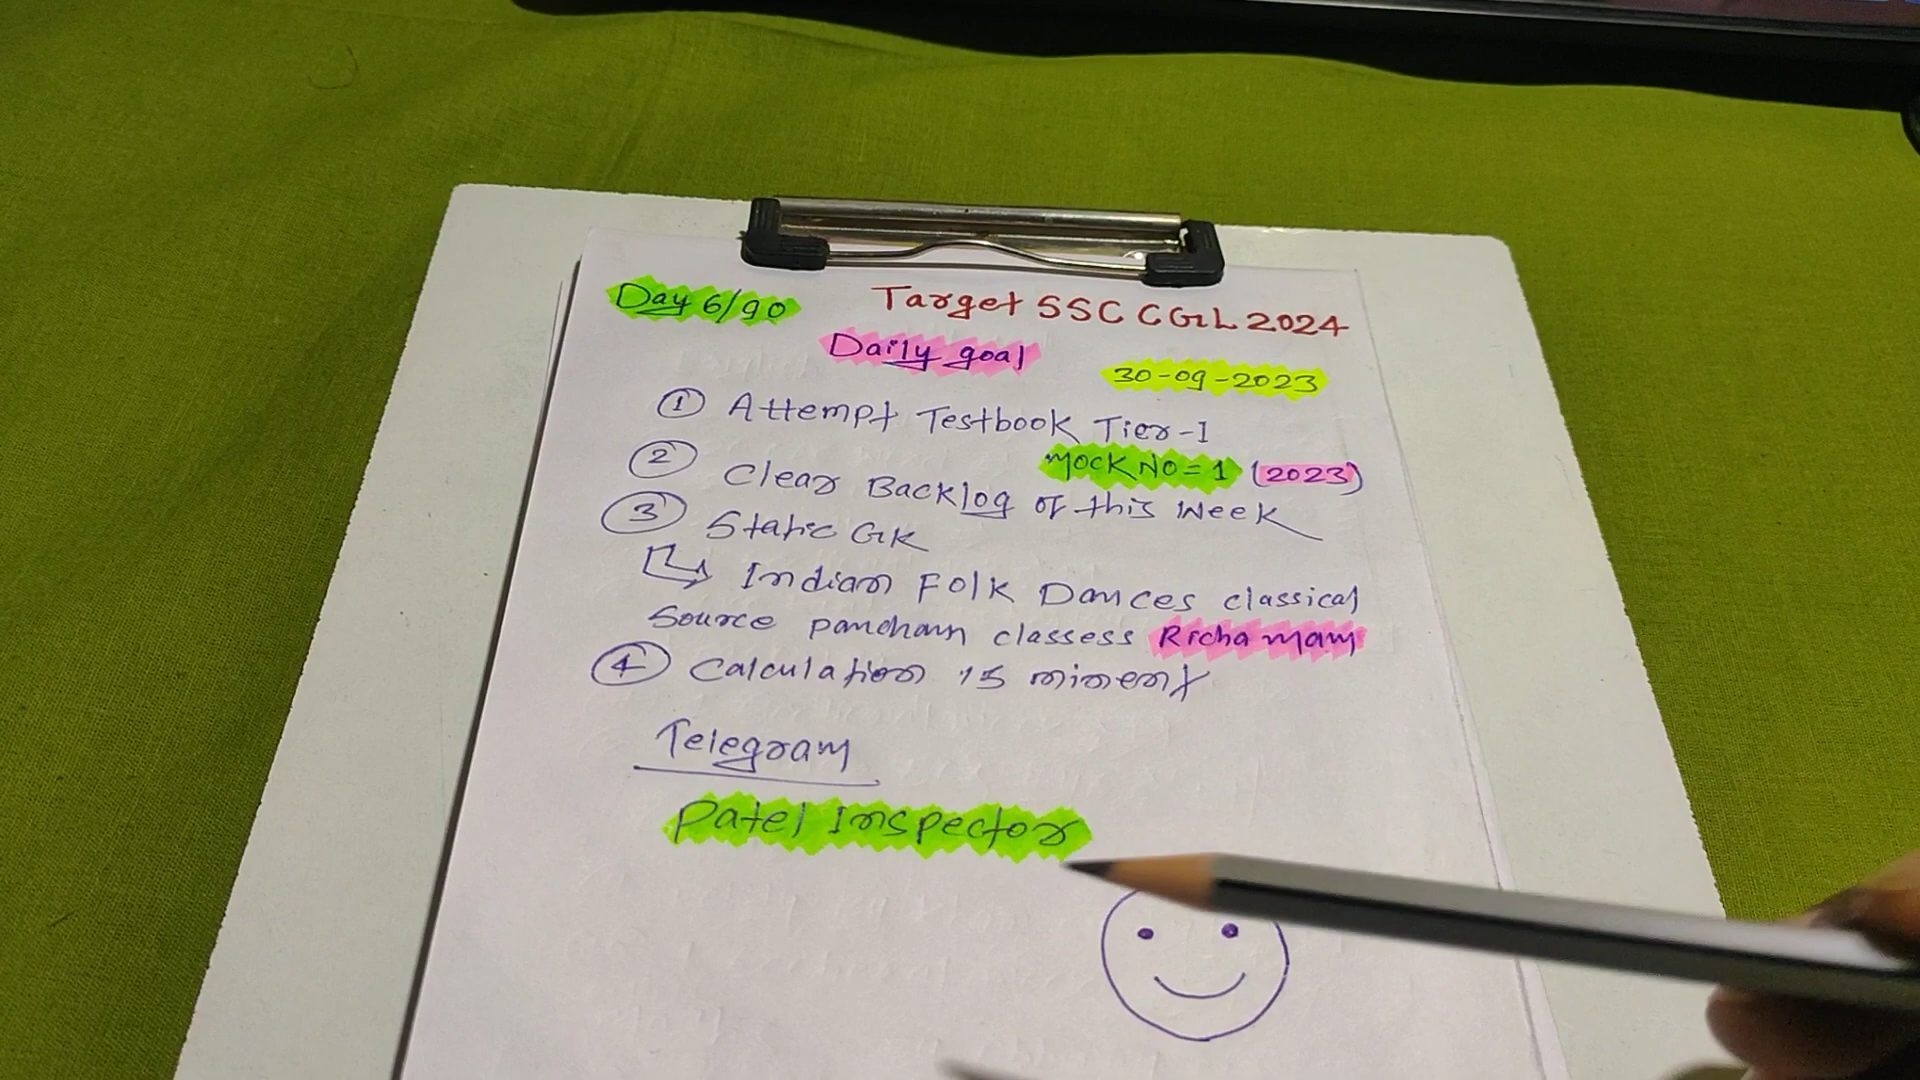 Day 6/90 Target SSC CGL 2024
Daily goal
30-09-2023
① Attempt Testbook Tier-I
Mock No = 1 (2023)
② Clear Backlog of this Week
③ Static GK
↳ Indian Folk Dances classical
Source pancham classess Richa mam
④ Calculation 15 minent
Telegram
Patel Inspector